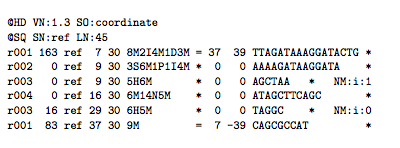 @HD VN:1.3 SO:coordinate
@SQ SN:ref LN:45
r001 163 ref 7 30 8M2I4M1D3M = 37 39 TTAGATAAAGGATACTG *
r002 0 ref 9 30 3S6M1P1I4M * 0 0 AAAAGATAAGGATA *
r003 0 ref 9 30 5H6M * 0 0 AGCTAA * NM:i:1
r004 0 ref 16 30 6M14N5M * 0 0 ATAGCTTCAGC *
r003 16 ref 29 30 6H5M * 0 0 TAGGC * NM:i:0
r001 83 ref 37 30 9M = 7 -39 CAGCGCCAT *